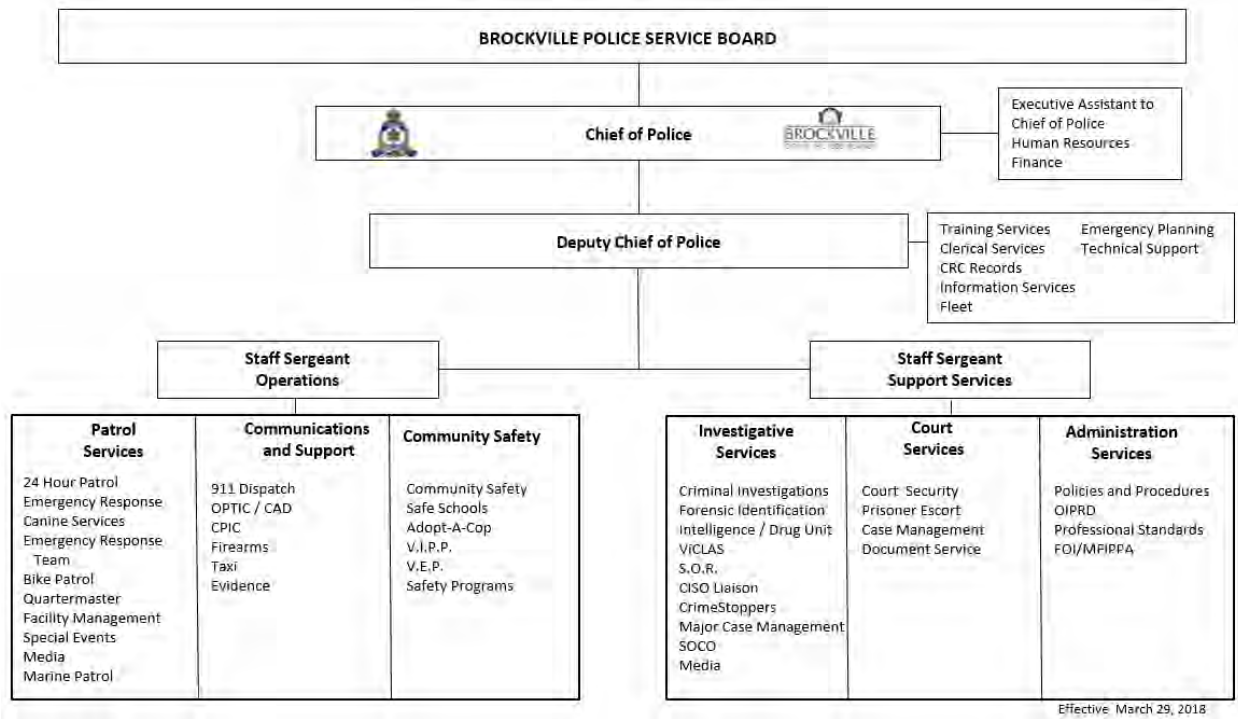 BROCKVILLE POLICE SERVICE BOARD
Chief of Police
BROCKVILLE
Executive Assistant to
Chief of Police
Human Resources
Finance
Deputy Chief of Police
Training Services
Clerical Services
CRC Records
Information Services
Fleet
Emergency Planning
Technical Support
Staff Sergeant
Operations
Staff Sergeant
Support Services
Patrol
Services
24 Hour Patrol
Emergency Response
Canine Services
Emergency Response
Team
Bike Patrol
Quartermaster
Facility Management
Special Events
Media
Marine Patrol
Communications
and Support
911 Dispatch
OPTIC / CAD
CPIC
Firearms
Taxi
Evidence
Community Safety
Community Safety
Safe Schools
Adopt-A-Cop
V.I.P.P.
V.E.P.
Safety Programs
Investigative
Services
Criminal Investigations
Forensic Identification
Intelligence / Drug Unit
ViCLAS
S.O.R.
CISO Liaison
CrimeStoppers
Major Case Management
SOCO
Media
Court
Services
Court Security
Prisoner Escort
Case Management
Document Service
Administration
Services
Policies and Procedures
OIPRD
Professional Standards
FOI/MFIPPA
Effective March 29, 2018